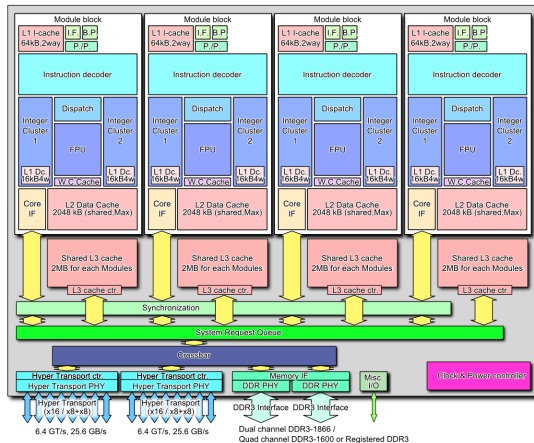 Module block
L1 I-cache
64kB,2way
I.F.
B.P
P./P.
Instruction decoder
Integer
Cluster
1
Dispatch
FPU
Integer
Cluster
2
L1 Dc.
16kB4w
W.C.Cache
L1 Dc.
16kB4w
Core
IF
L2 Data Cache
2048 kB (shared,Max)
Module block
L1 I-cache
64kB,2way
I.F.
B.P
P./P.
Instruction decoder
Integer
Cluster
1
Dispatch
FPU
Integer
Cluster
2
L1 Dc.
16kB4w
W.C.Cache
L1 Dc.
16kB4w
Core
IF
L2 Data Cache
2048 kB (shared,Max)
Module block
L1 I-cache
64kB,2way
I.F.
B.P
P./P.
Instruction decoder
Integer
Cluster
1
Dispatch
FPU
Integer
Cluster
2
L1 Dc.
16kB4w
W.C.Cache
L1 Dc.
16kB4w
Core
IF
L2 Data Cache
2048 kB (shared,Max)
Module block
L1 I-cache
64kB,2way
I.F.
B.P
P./P.
Instruction decoder
Integer
Cluster
1
Dispatch
FPU
Integer
Cluster
2
L1 Dc.
16kB4w
W.C.Cache
L1 Dc.
16kB4w
Core
IF
L2 Data Cache
2048 kB (shared,Max)
Shared L3 cache
2MB for each Modules
L3 cache ctr.
Shared L3 cache
2MB for each Modules
L3 cache ctr.
Shared L3 cache
2MB for each Modules
L3 cache ctr.
Shared L3 cache
2MB for each Modules
L3 cache ctr.
Synchronization
System Request Queue
Crossbar
Hyper Transport ctr.
Hyper Transport PHY
Hyper Transport ctr.
Hyper Transport PHY
Memory IF
DDR PHY
DDR PHY
Misc
I/O
Clock & Power controller
Hyper Transport
(x16 / x8+x8)
Hyper Transport
(x16 / x8+x8)
DDR3 Interface
DDR3 Interface
6.4 GT/s, 25.6 GB/s
6.4 GT/s, 25.6 GB/s
Dual channel DDR3-1866 /
Quad channel DDR3-1600 or Registered DDR3